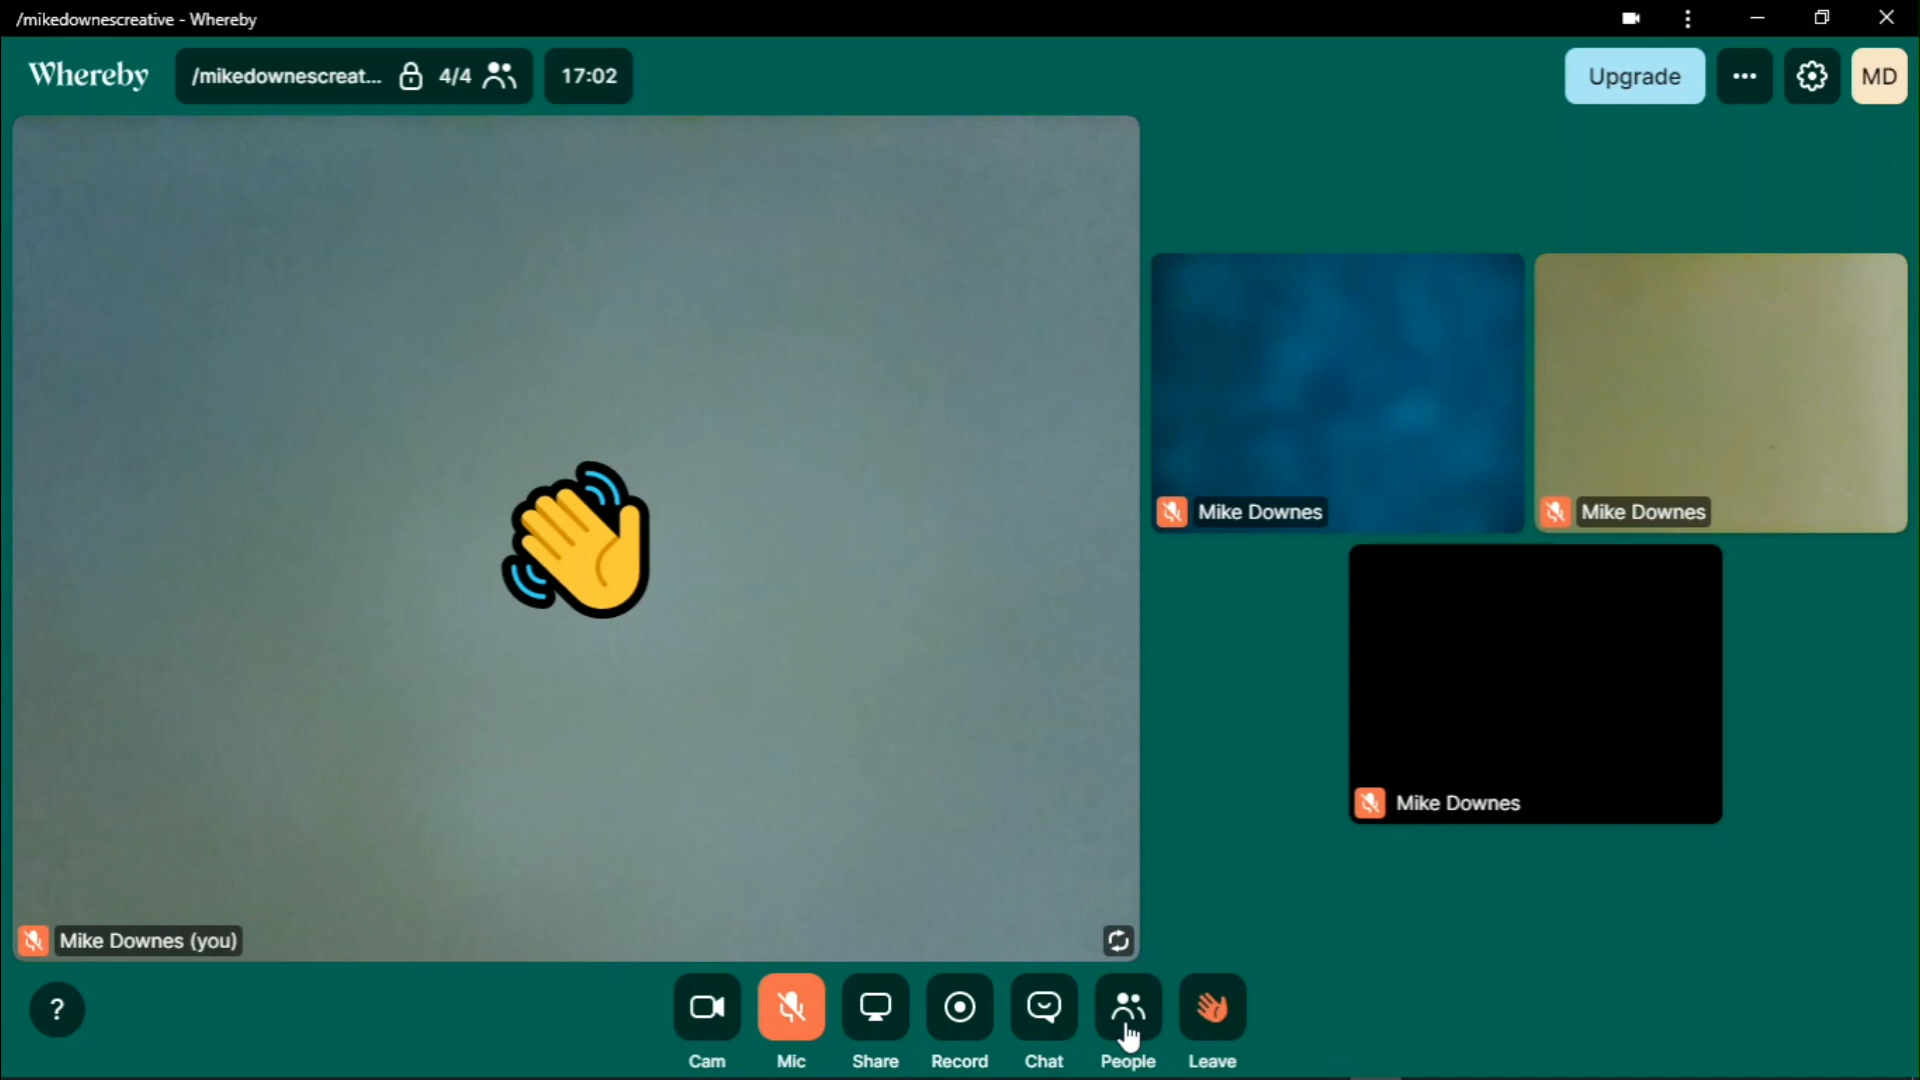 /mikedownescreative - Whereby
Whereby
/mikedownescreat... 4/4 17:02
Upgrade
MD
Mike Downes
Mike Downes
Mike Downes
Mike Downes (you)
?
Cam
Mic
Share
Record
Chat
People
Leave